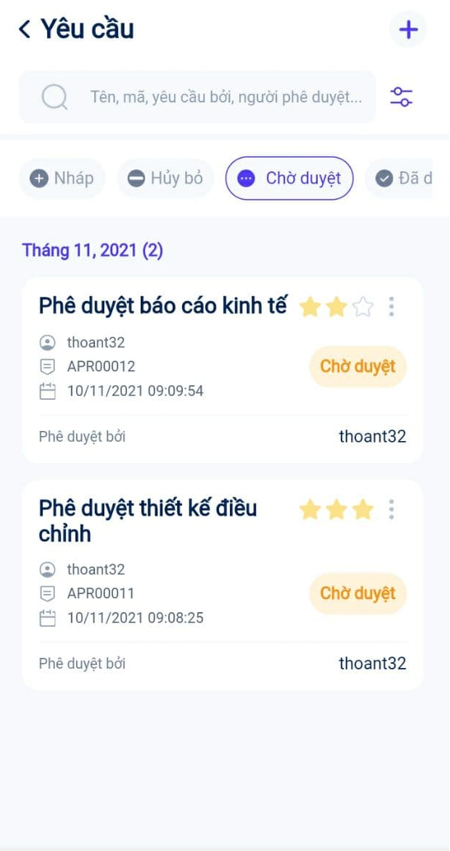 Yêu cầu
Tên, mã, yêu cầu bởi, người phê duyệt...
Nháp
Hủy bỏ
Chờ duyệt
Đã d
Tháng 11, 2021 (2)
Phê duyệt báo cáo kinh tế
thoant32
APR00012
Chờ duyệt
10/11/2021 09:09:54
Phê duyệt bởi
thoant32
Phê duyệt thiết kế điều
chỉnh
thoant32
APR00011
Chờ duyệt
10/11/2021 09:08:25
Phê duyệt bởi
thoant32